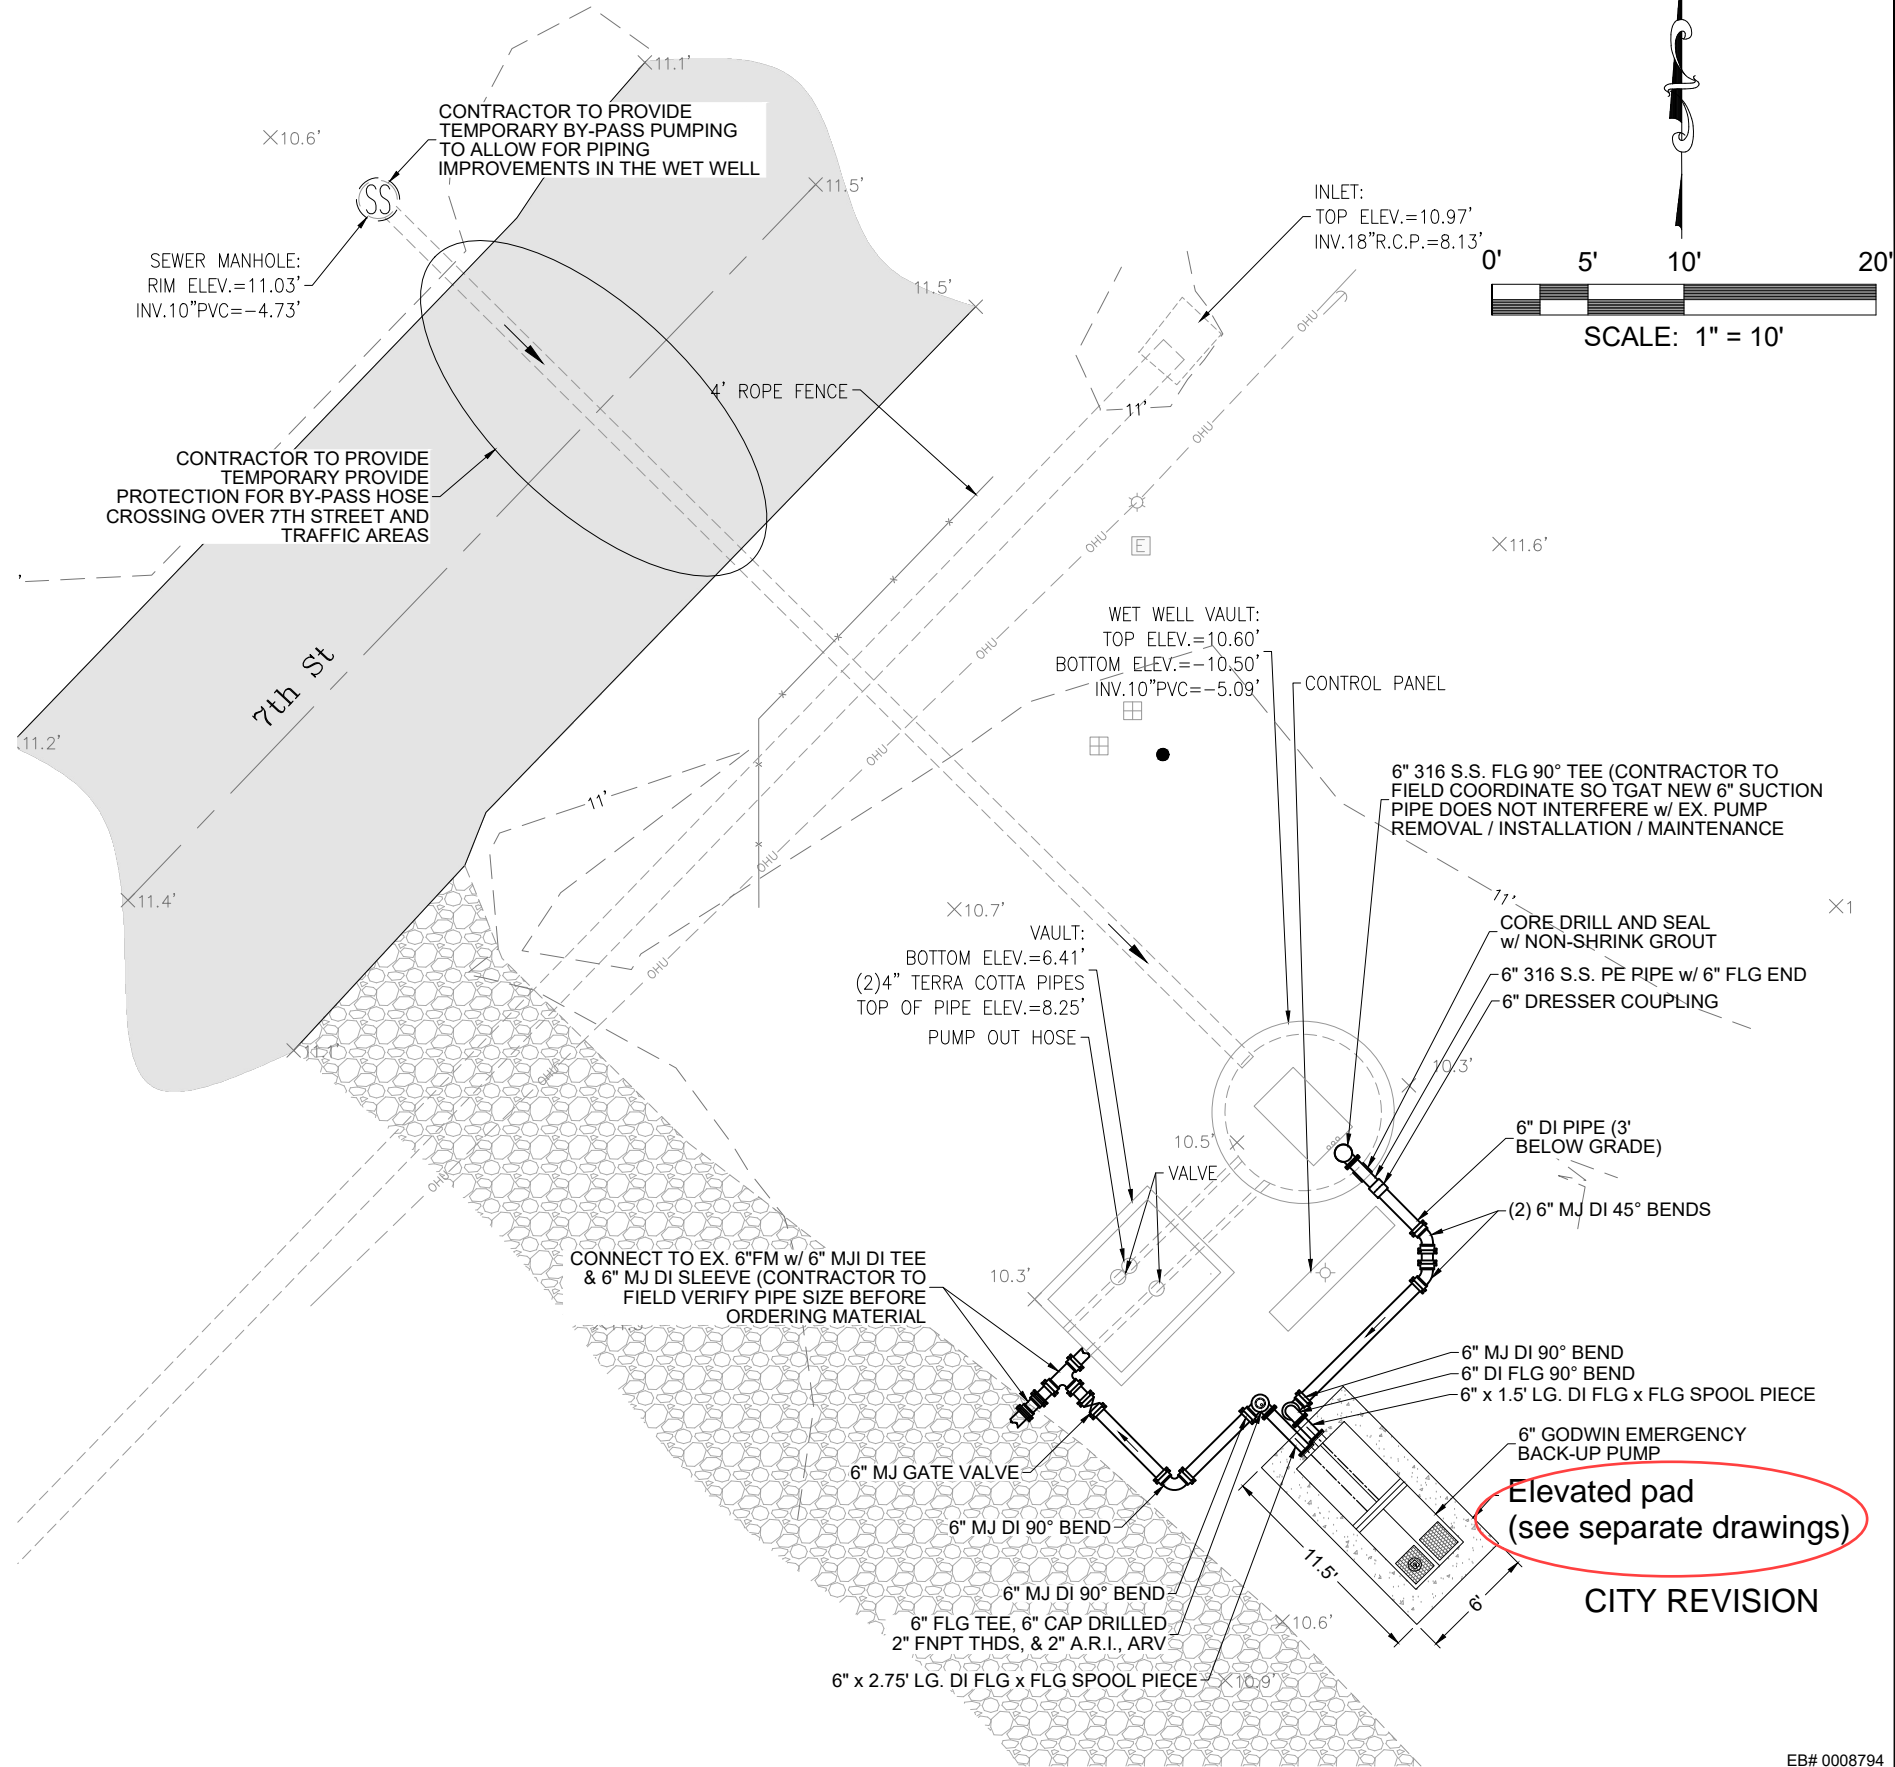 11.1'
CONTRACTOR TO PROVIDE
TEMPORARY BY-PASS PUMPING
TO ALLOW FOR PIPING
IMPROVEMENTS IN THE WET WELL
10.6'
11.5'
SS
INLET:
TOP ELEV.=10.97'
INV.18"R.C.P.=8.13'
SEWER MANHOLE:
RIM ELEV.=11.03'
INV.10"PVC=-4.73'
0' 5' 10' 20'
SCALE: 1" = 10'
11.5'
OHU
4' ROPE FENCE
11'
OHU
CONTRACTOR TO PROVIDE
TEMPORARY PROVIDE
PROTECTION FOR BY-PASS HOSE
CROSSING OVER 7TH STREET AND
TRAFFIC AREAS
OHU
E
11.6'
'
WET WELL VAULT:
TOP ELEV.=10.60'
BOTTOM ELEV.=-10.50'
INV.10"PVC=-5.09'
OHU
7th St
CONTROL PANEL
11.2'
OHU
6" 316 S.S. FLG 90° TEE (CONTRACTOR TO
FIELD COORDINATE SO TGAT NEW 6" SUCTION
PIPE DOES NOT INTERFERE w/ EX. PUMP
REMOVAL / INSTALLATION / MAINTENANCE
11'
OHU
11.4'
10.7'
11'
1
CORE DRILL AND SEAL
w/ NON-SHRINK GROUT
VAULT:
BOTTOM ELEV.=6.41'
(2)4" TERRA COTTA PIPES
TOP OF PIPE ELEV.=8.25'
PUMP OUT HOSE
OHU
6" 316 S.S. PE PIPE w/ 6" FLG END
6" DRESSER COUPLING
11.1'
OHU
10.3'
6" DI PIPE (3'
BELOW GRADE)
10.5'
VALVE
OHU
(2) 6" MJ DI 45° BENDS
CONNECT TO EX. 6"FM w/ 6" MJI DI TEE
& 6" MJ DI SLEEVE (CONTRACTOR TO
FIELD VERIFY PIPE SIZE BEFORE
ORDERING MATERIAL
10.3'
6" MJ DI 90° BEND
6" DI FLG 90° BEND
6" x 1.5' LG. DI FLG x FLG SPOOL PIECE
6" GODWIN EMERGENCY
BACK-UP PUMP
6" MJ GATE VALVE
Elevated pad
(see separate drawings)
6" MJ DI 90° BEND
11.5'
6'
CITY REVISION
6" MJ DI 90° BEND
6" FLG TEE, 6" CAP DRILLED
2" FNPT THDS, & 2" A.R.I., ARV
10.6'
6" x 2.75' LG. DI FLG x FLG SPOOL PIECE
10.9'
EB# 0008794